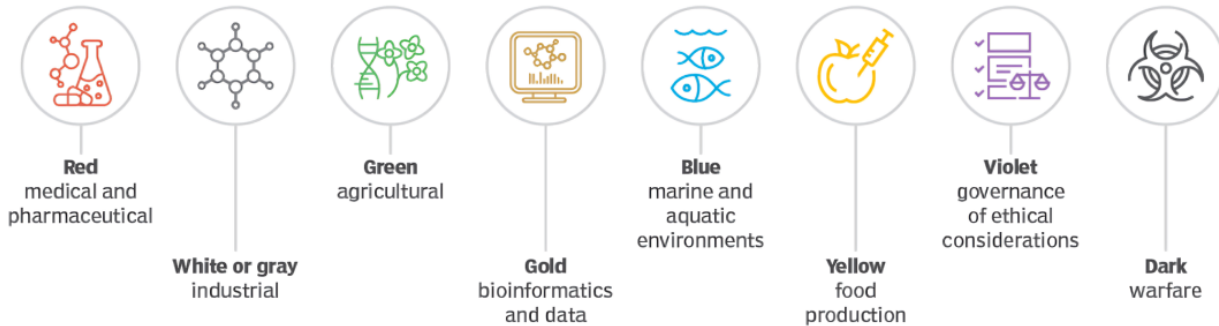 Red
medical and
pharmaceutical
White or gray
industrial
Green
agricultural
Gold
bioinformatics
and data
Blue
marine and
aquatic
environments
Yellow
food
production
Violet
governance
of ethical
considerations
Dark
warfare